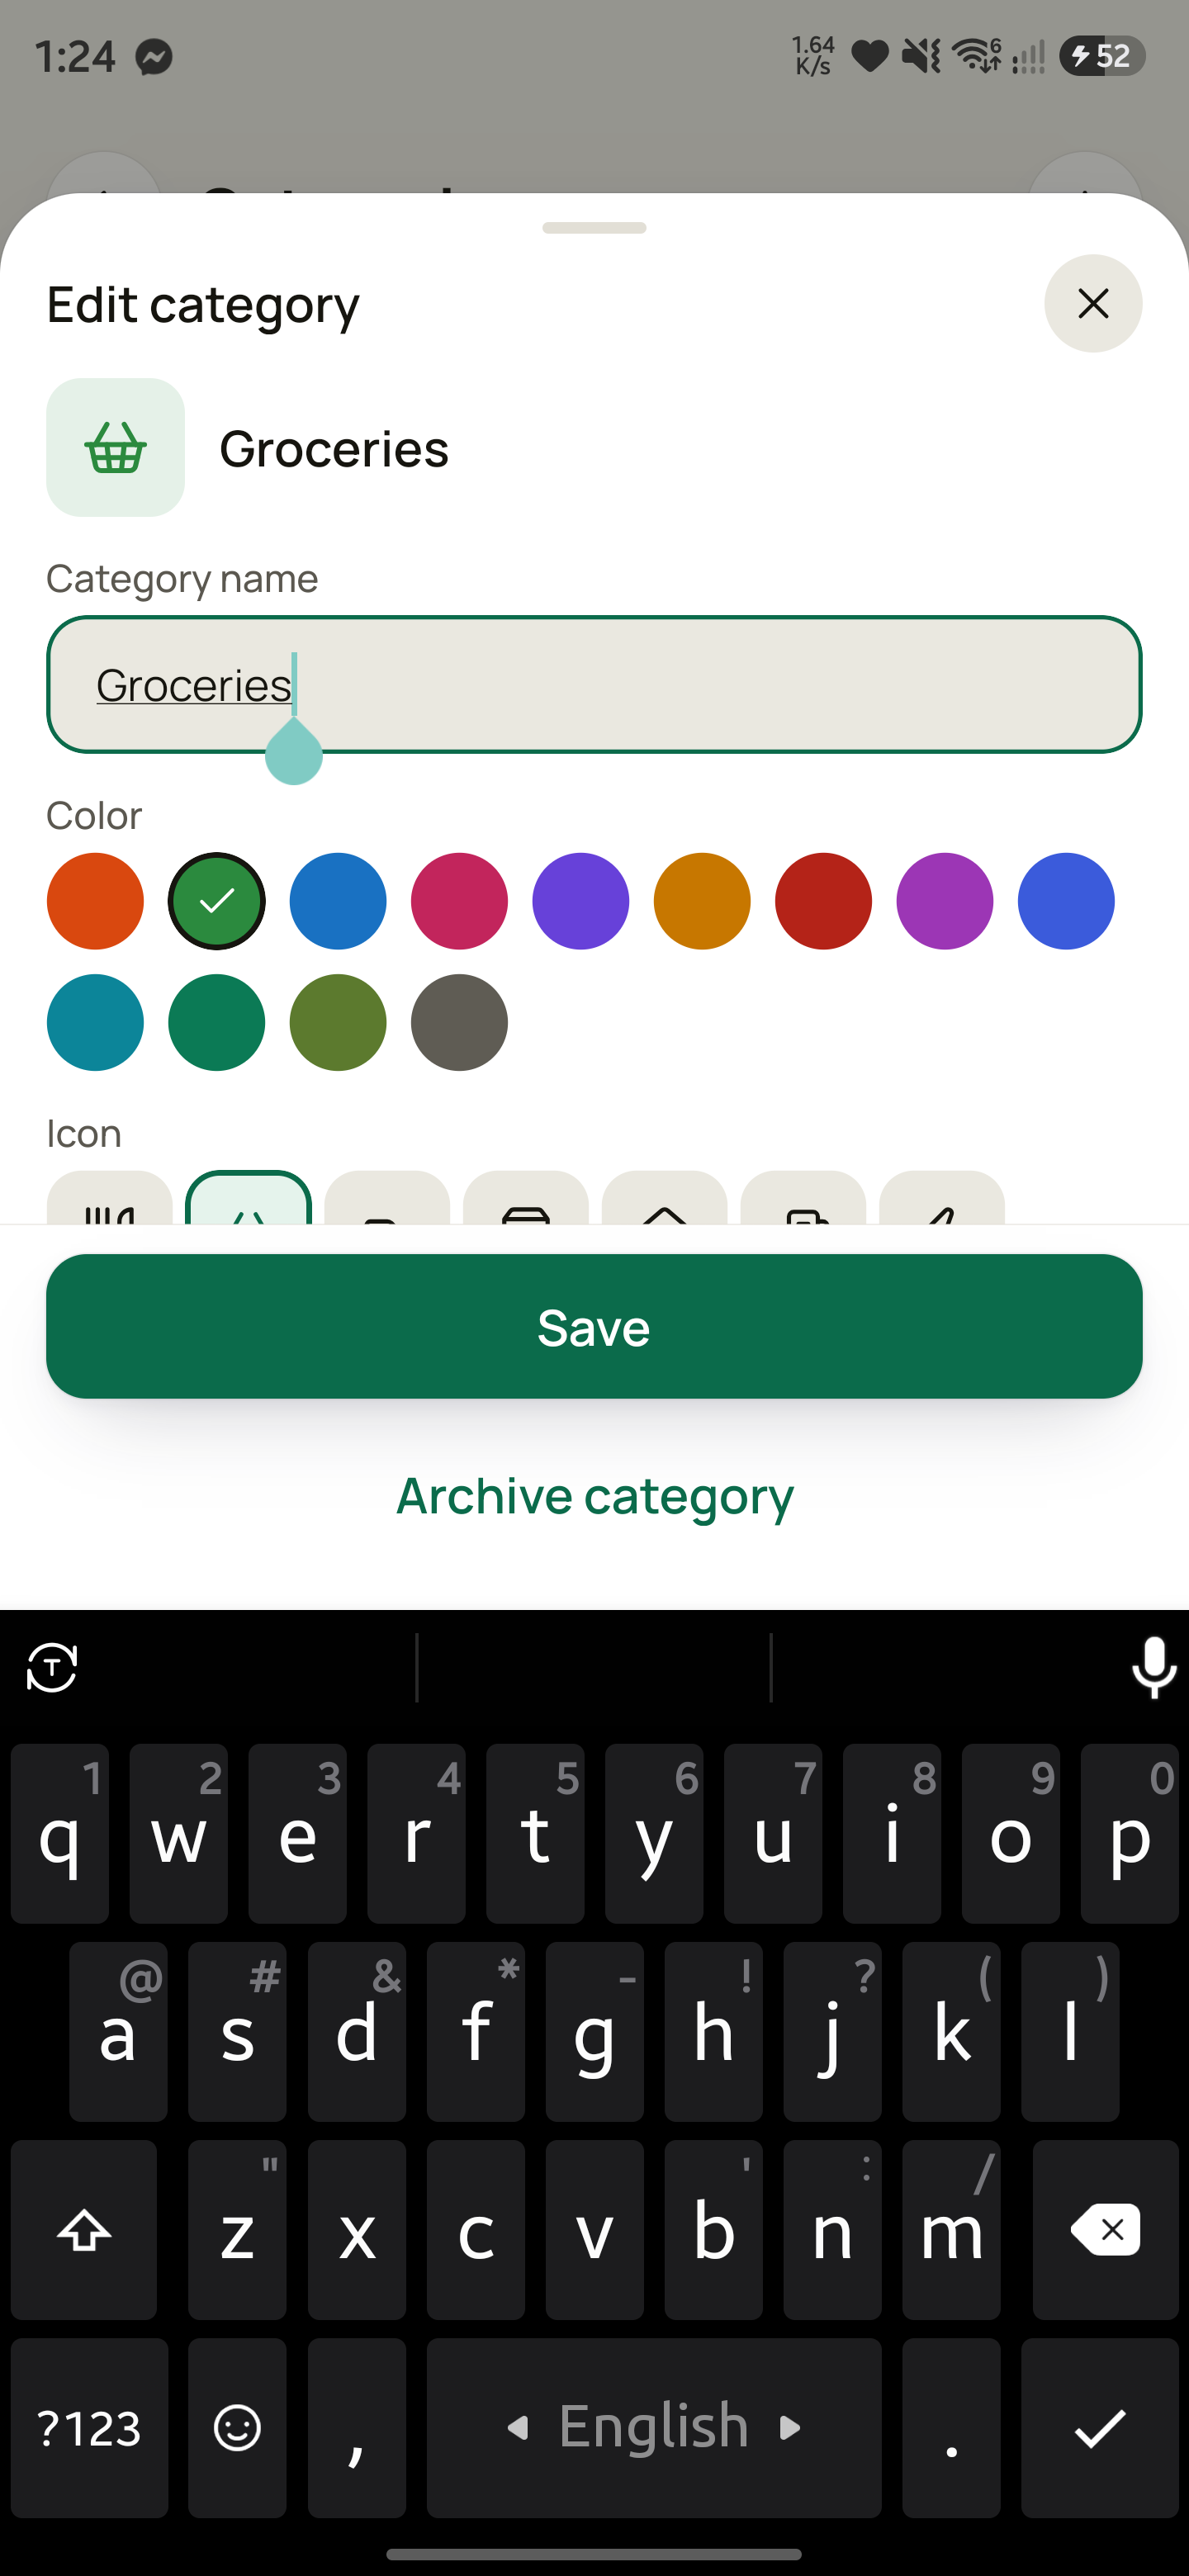 1:24
1.64
K/s
6
52
Edit category
Groceries
Category name
Groceries
Color
Icon
Save
Archive category
T
1 2 3 4 5 6 7 8 9 0
q w e r t y u i o p
@ # & * - ! ? ( )
a s d f g h j k l
" ' : /
z x c v b n m
?123 , English .